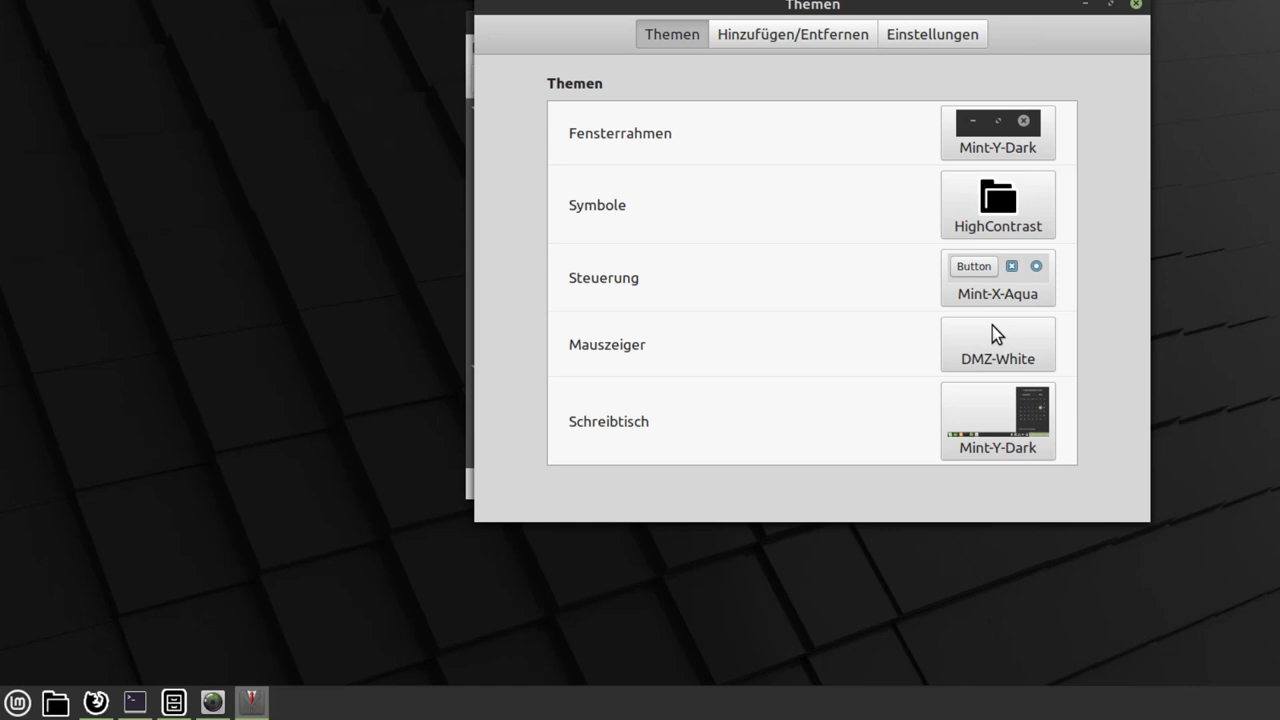 Themen
Themen Hinzufügen/Entfernen Einstellungen
Themen
Fensterrahmen
Mint-Y-Dark
Symbole
HighContrast
Steuerung
Button
Mint-X-Aqua
Mauszeiger
DMZ-White
Schreibtisch
Mint-Y-Dark